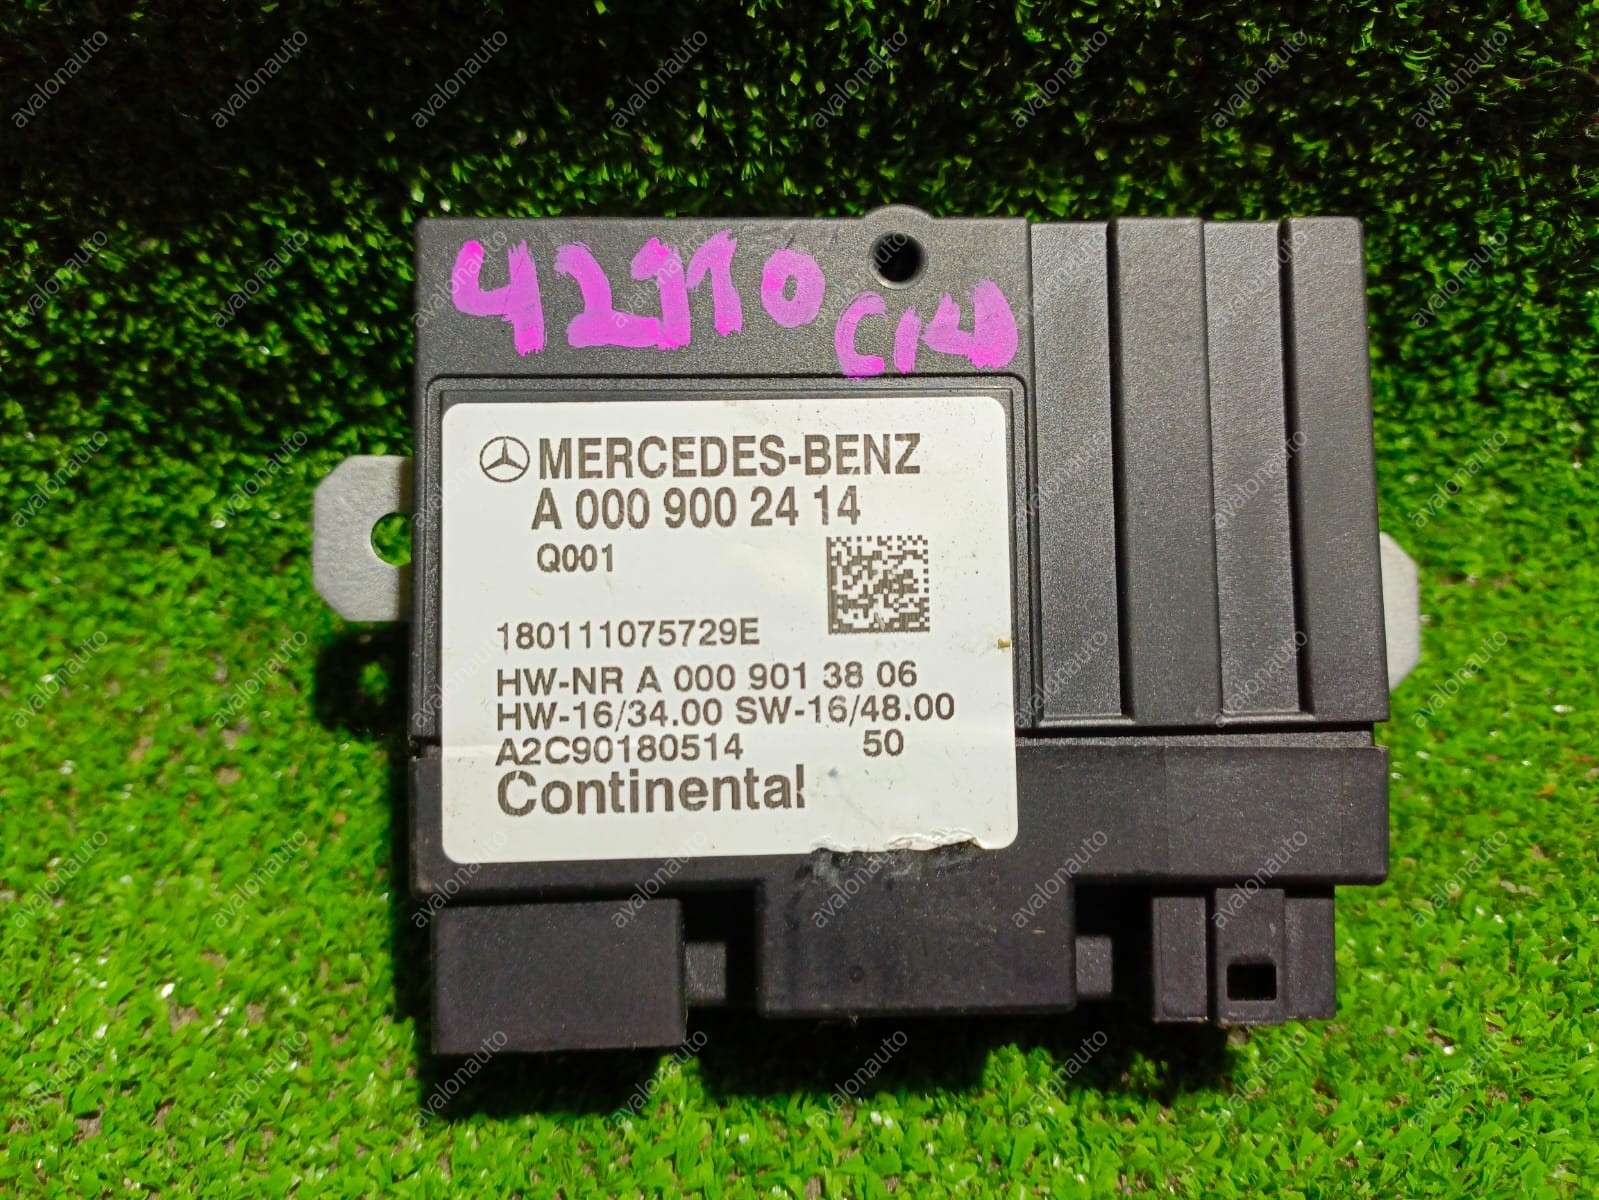 42110 C14
MERCEDES-BENZ
A 000 900 24 14
Q001
180111075729E
HW-NR A 000 901 38 06
HW-16/34.00 SW-16/48.00
A2C90180514 50
Continental
avalonauto